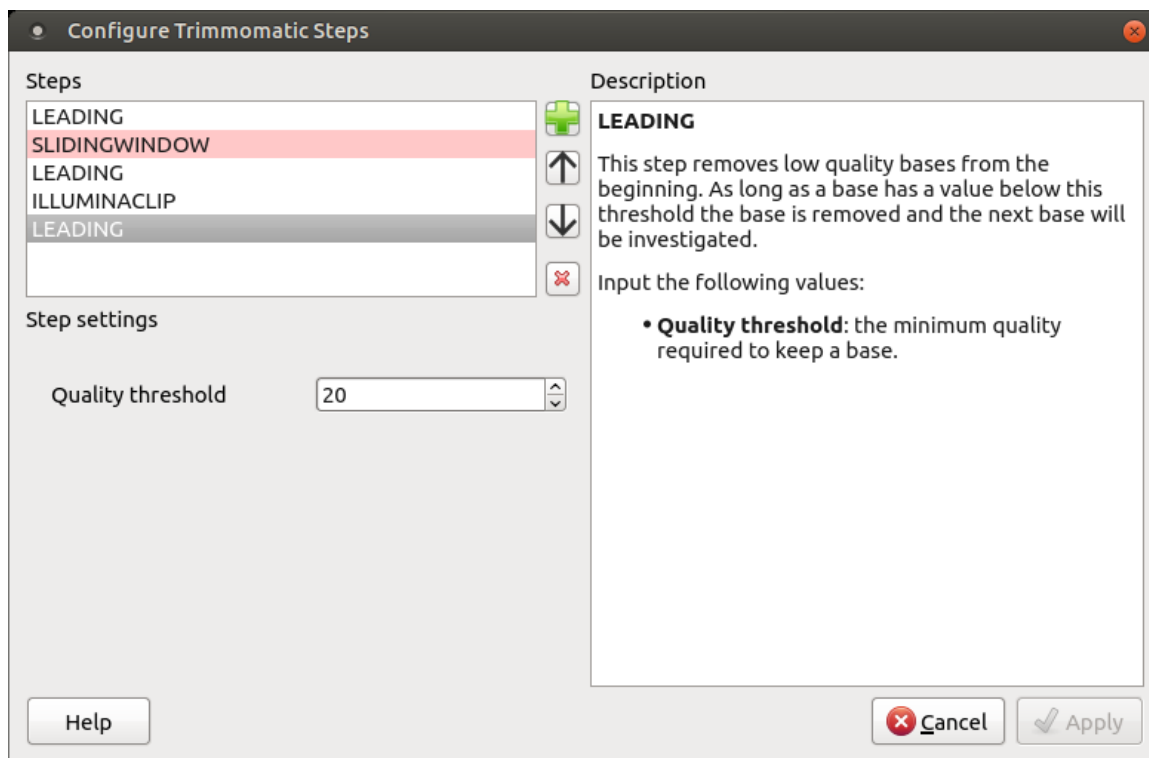 Configure Trimmomatic Steps
Steps
LEADING
SLIDINGWINDOW
LEADING
ILLUMINACLIP
LEADING
Step settings
Quality threshold
20
Description
LEADING
This step removes low quality bases from the
beginning. As long as a base has a value below this
threshold the base is removed and the next base will
be investigated.
Input the following values:
• Quality threshold: the minimum quality
required to keep a base.
Help
Cancel
Apply